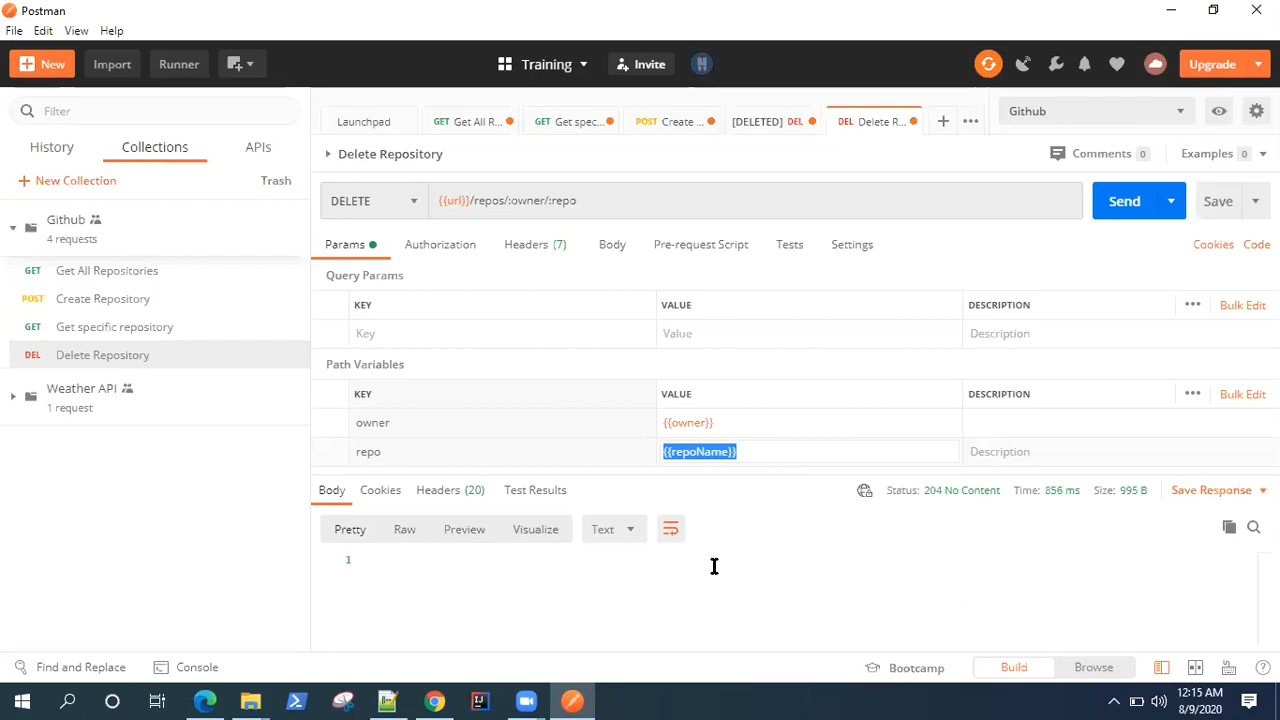 Postman
File Edit View Help
New Import Runner Training Invite Upgrade
Filter
History Collections APIs
New Collection Trash
Github
4 requests
GET Get All Repositories
POST Create Repository
GET Get specific repository
DEL Delete Repository
Weather API
1 request
Launchpad GET Get All R... GET Get spec... POST Create ... [DELETED] DEL DEL Delete R... Github
Delete Repository Comments 0 Examples 0
DELETE {{url}}/repos/:owner/:repo Send Save
Params Authorization Headers (7) Body Pre-request Script Tests Settings Cookies Code
Query Params
KEY VALUE DESCRIPTION Bulk Edit
Key Value Description
Path Variables
KEY VALUE DESCRIPTION Bulk Edit
owner {{owner}}
repo {{repoName}} Description
Body Cookies Headers (20) Test Results Status: 204 No Content Time: 856 ms Size: 995 B Save Response
Pretty Raw Preview Visualize Text
1
Find and Replace Console Bootcamp Build Browse
12:15 AM
8/9/2020